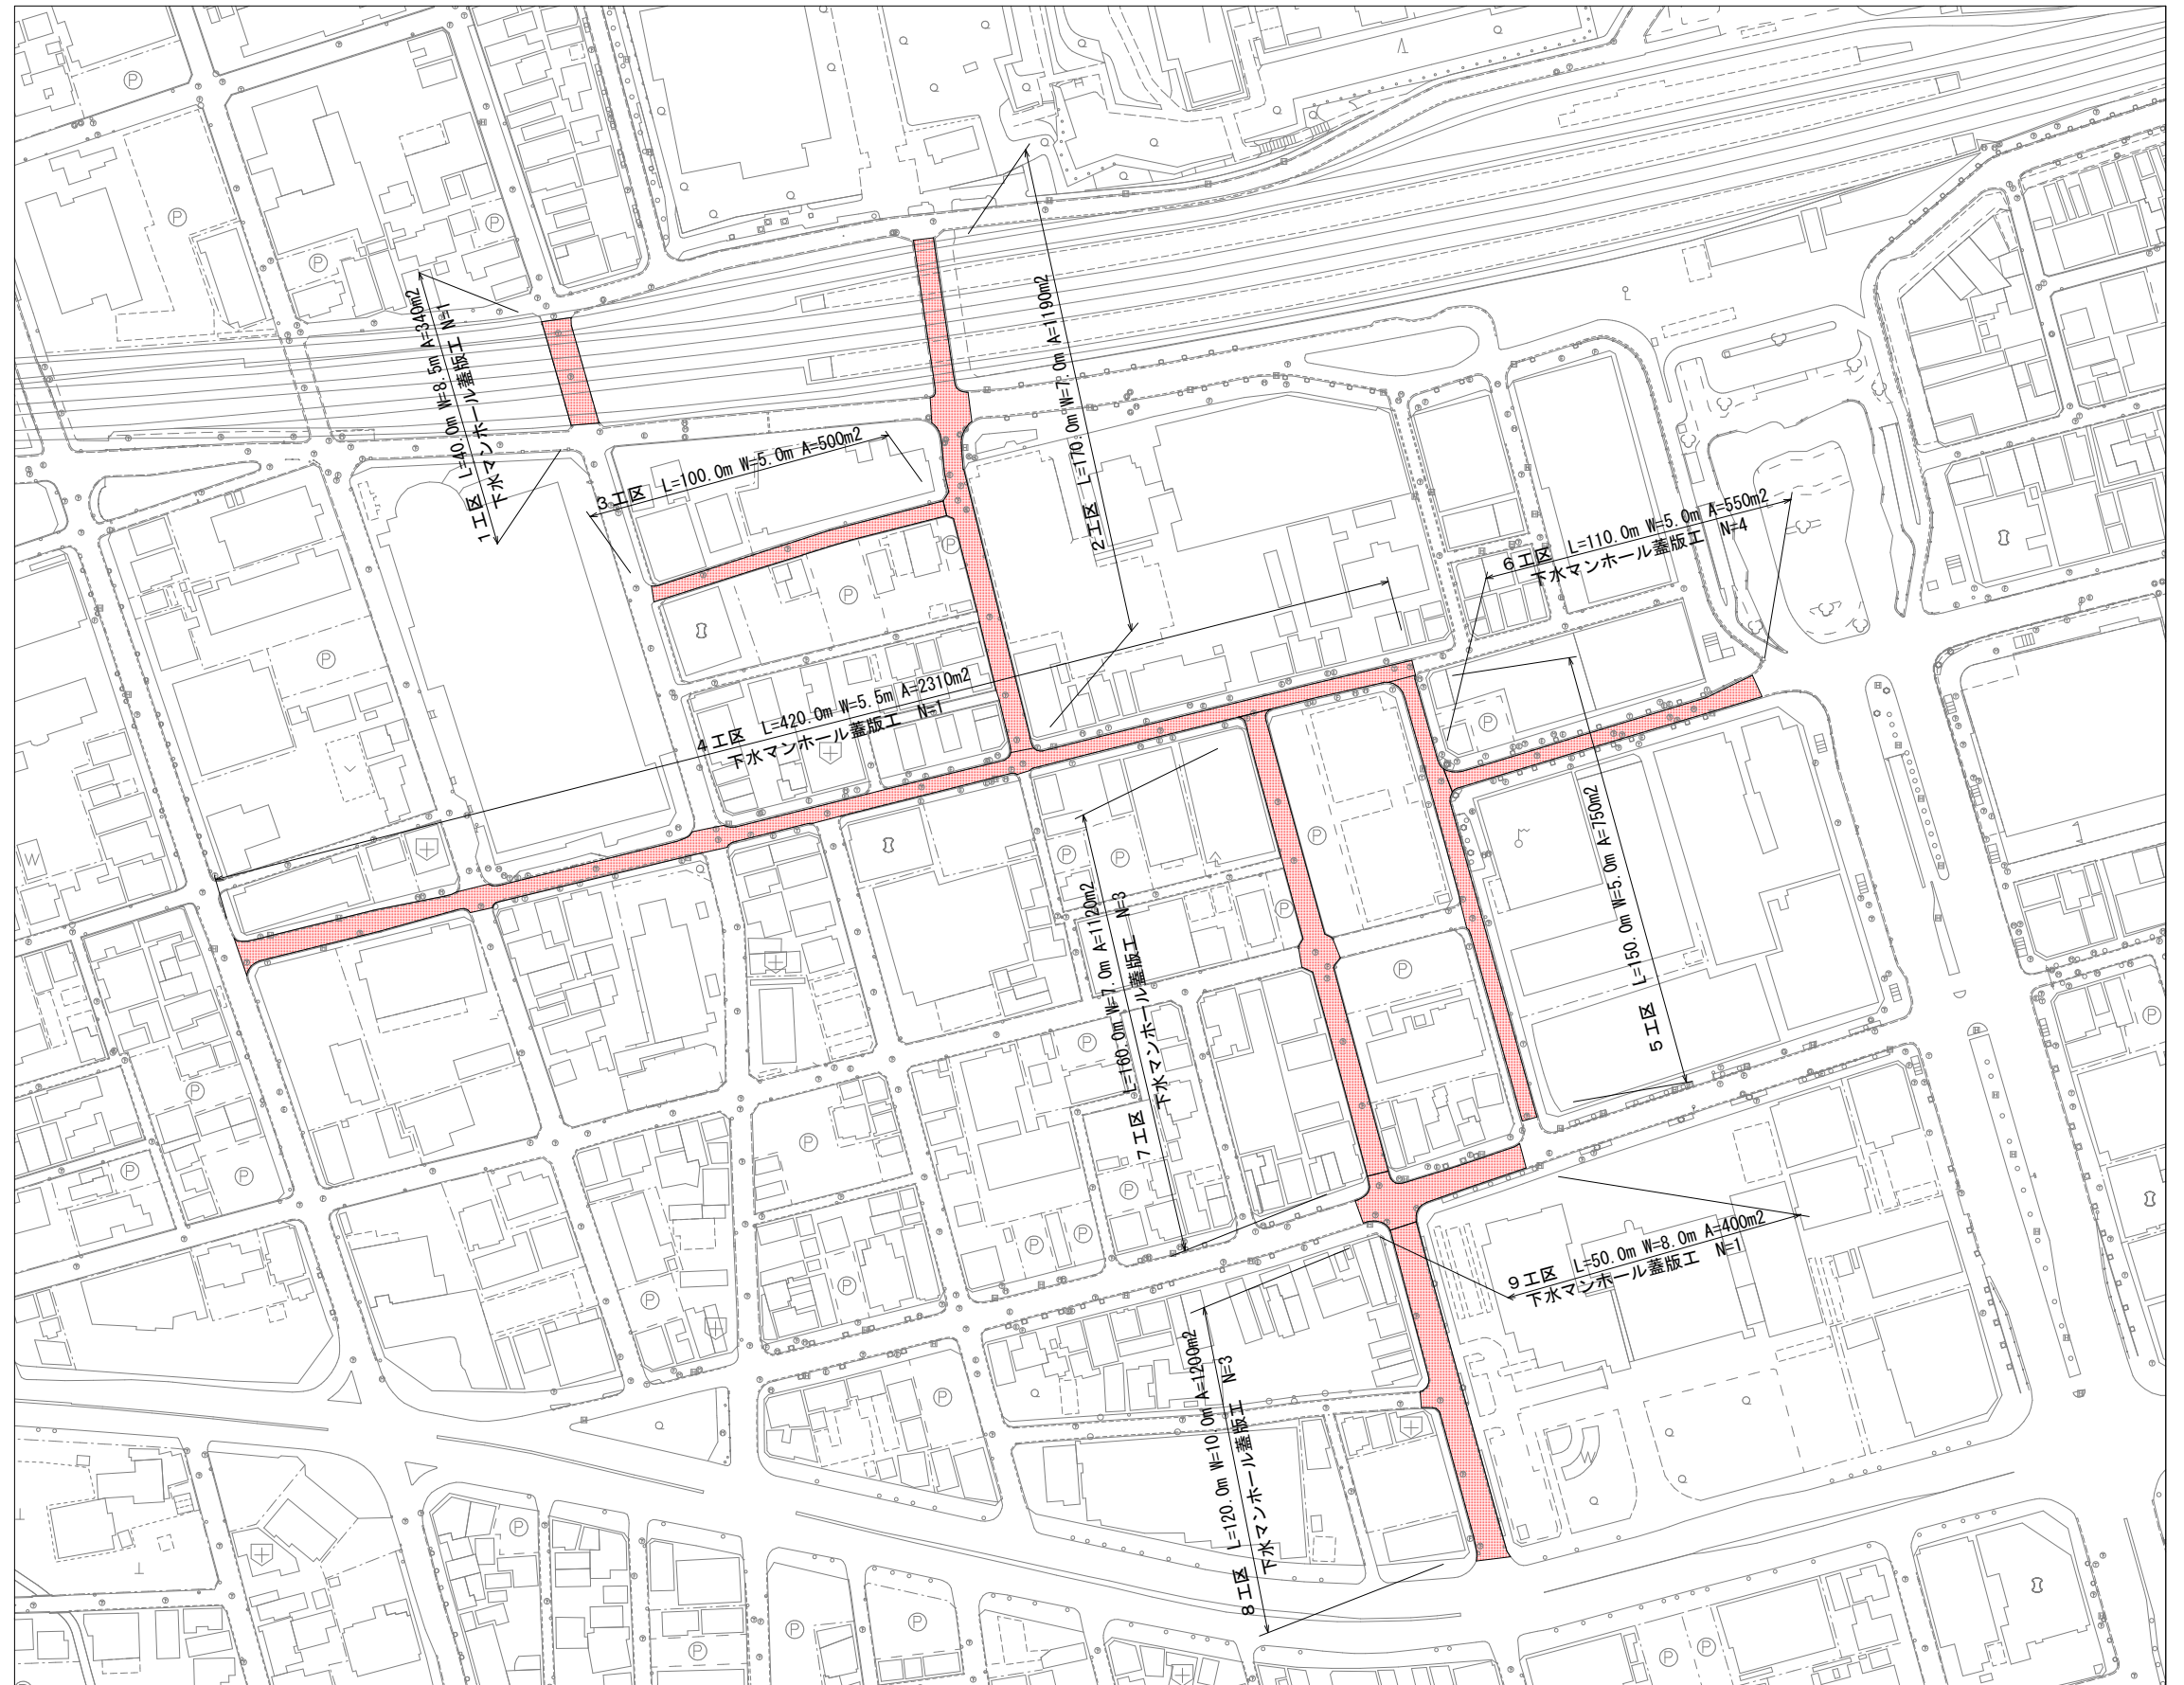 1工区　L=40.0m W=8.5m A=340m2
下水マンホール蓋版工 N=1
2工区　L=170.0m W=7.0m A=1190m2
3工区　L=100.0m W=5.0m A=500m2
4工区　L=420.0m W=5.5m A=2310m2
下水マンホール蓋版工　N=1
5工区　L=150.0m W=5.0m A=750m2
6工区　L=110.0m W=5.0m A=550m2
下水マンホール蓋版工　N=4
7工区　L=160.0m W=7.0m A=1120m2
下水マンホール蓋版工　N=3
8工区　L=120.0m W=10.0m A=1200m2
下水マンホール蓋版工　N=3
9工区　L=50.0m W=8.0m A=400m2
下水マンホール蓋版工　N=1